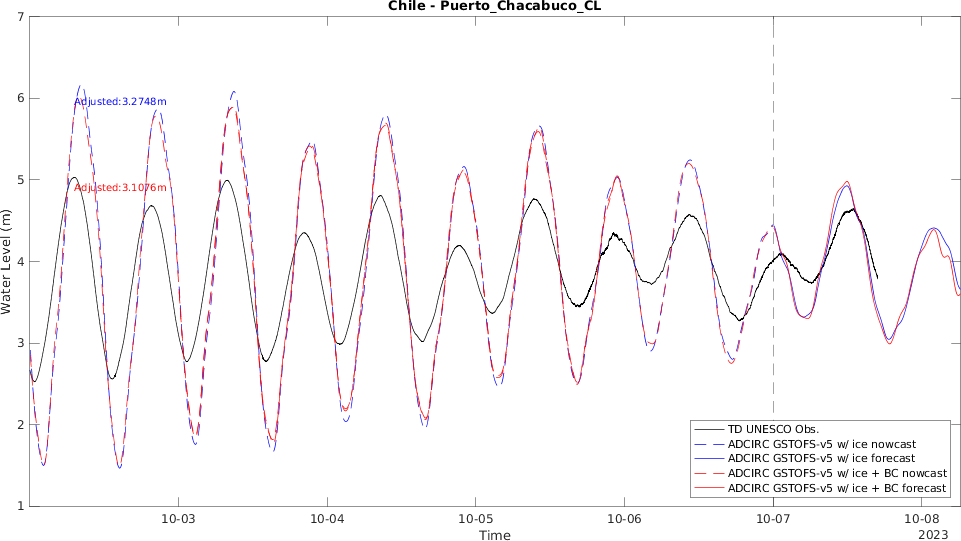 Chile - Puerto_Chacabuco_CL
7
6
5
4
3
2
1
Water Level (m)
Adjusted:3.2748m
Adjusted:3.1076m
TD UNESCO Obs.
ADCIRC GSTOFS-v5 w/ ice nowcast
ADCIRC GSTOFS-v5 w/ ice forecast
ADCIRC GSTOFS-v5 w/ ice + BC nowcast
ADCIRC GSTOFS-v5 w/ ice + BC forecast
10-03 10-04 10-05 10-06 10-07 10-08
Time
2023